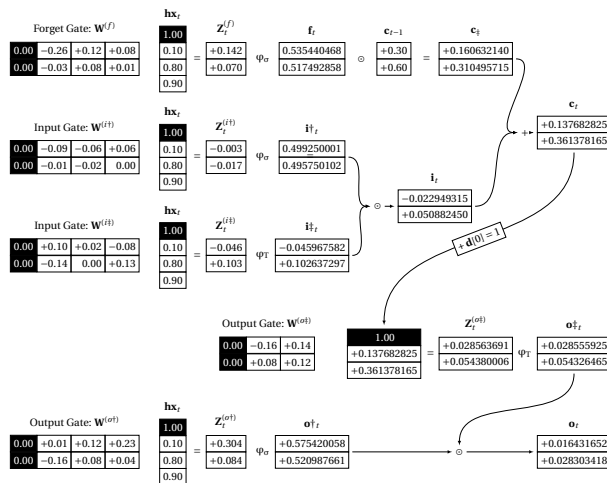 Forget Gate: W^(f)
hx_t
Z_t^(f)
f_t
c_{t−1}
c_‡
0.00 −0.26 +0.12 +0.08
0.00 −0.03 +0.08 +0.01
1.00
0.10
0.80
0.90
=
+0.142
+0.070
φ_σ
0.535440468
0.517492858
⊙
+0.30
+0.60
=
+0.160632140
+0.310495715
Input Gate: W^(i†)
hx_t
Z_t^(i†)
i†_t
0.00 −0.09 −0.06 +0.06
0.00 −0.01 −0.02 0.00
1.00
0.10
0.80
0.90
=
−0.003
−0.017
φ_σ
0.499250001
=
0.495750102
+
c_t
+0.137682825
+0.361378165
Input Gate: W^(i‡)
hx_t
Z_t^(i‡)
i‡_t
0.00 +0.10 +0.02 −0.08
0.00 −0.14 0.00 +0.13
1.00
0.10
0.80
0.90
=
−0.046
+0.103
φ_T
−0.045967582
+0.102637297
⊙
i_t
−0.022949315
+0.050882450
+ d[0] = 1
Output Gate: W^(o‡)
0.00 −0.16 +0.14
0.00 +0.08 +0.12
1.00
+0.137682825
+0.361378165
=
Z_t^(o‡)
+0.028563691
+0.054380006
φ_T
o‡_t
+0.028555925
+0.054326465
Output Gate: W^(o†)
hx_t
Z_t^(o†)
o†_t
o_t
0.00 +0.01 +0.12 +0.23
0.00 −0.16 +0.08 +0.04
1.00
0.10
0.80
0.90
=
+0.304
+0.084
φ_σ
+0.575420058
+0.520987661
⊙
+0.016431652
+0.028303418